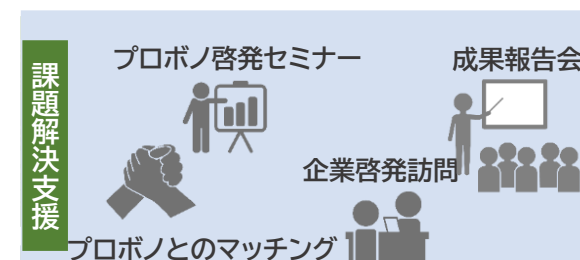 課題解決支援
プロボノ啓発セミナー
成果報告会
企業啓発訪問
プロボノとのマッチング